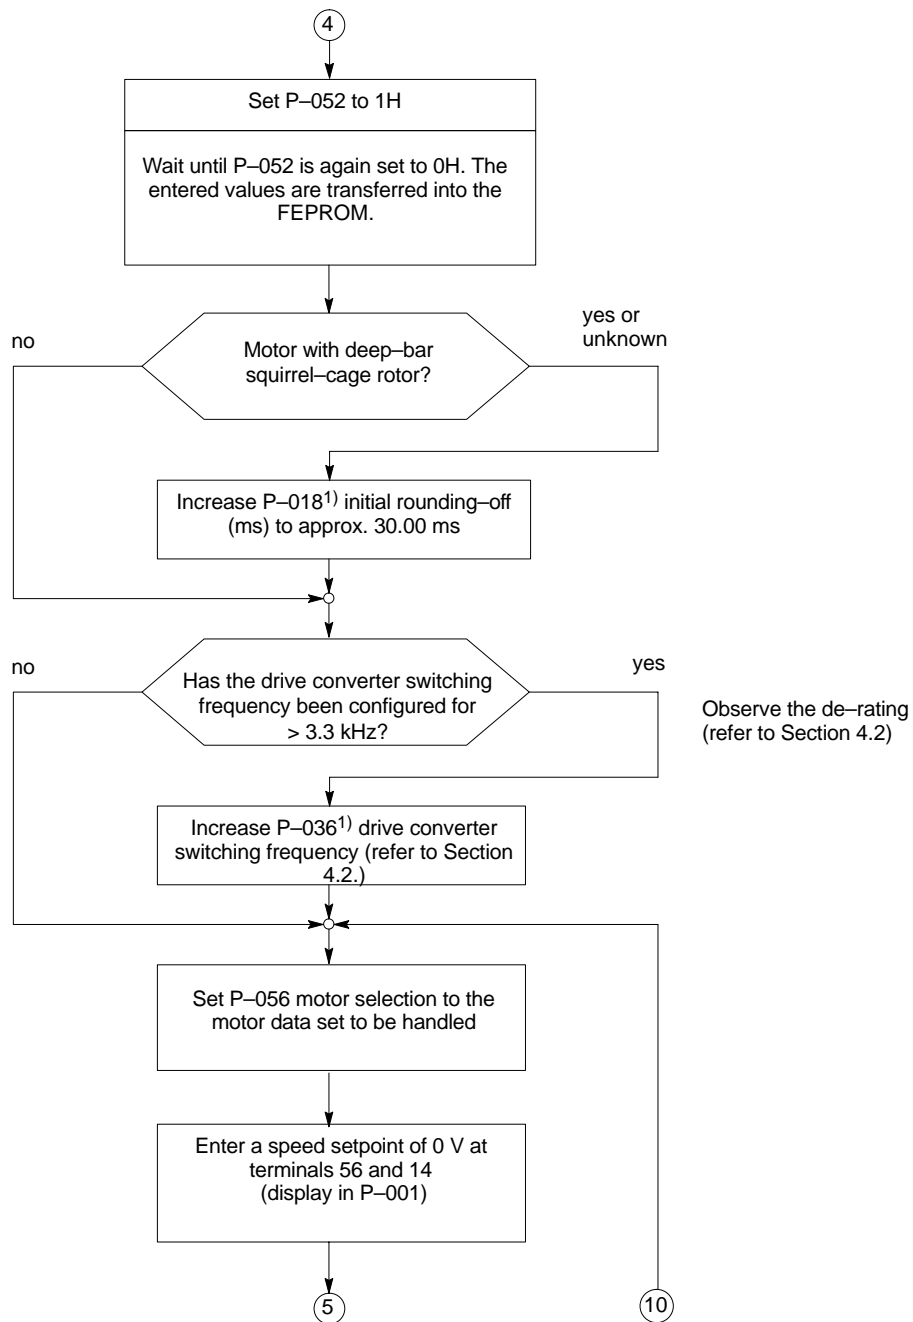 4
Set P–052 to 1H
Wait until P–052 is again set to 0H. The
entered values are transferred into the
FEPROM.
no
Motor with deep–bar
squirrel–cage rotor?
yes or
unknown
Increase P–018¹⁾ initial rounding–off
(ms) to approx. 30.00 ms
no
Has the drive converter switching
frequency been configured for
> 3.3 kHz?
yes
Observe the de–rating
(refer to Section 4.2)
Increase P–036¹⁾ drive converter
switching frequency (refer to Section
4.2.)
Set P–056 motor selection to the
motor data set to be handled
Enter a speed setpoint of 0 V at
terminals 56 and 14
(display in P–001)
5
10